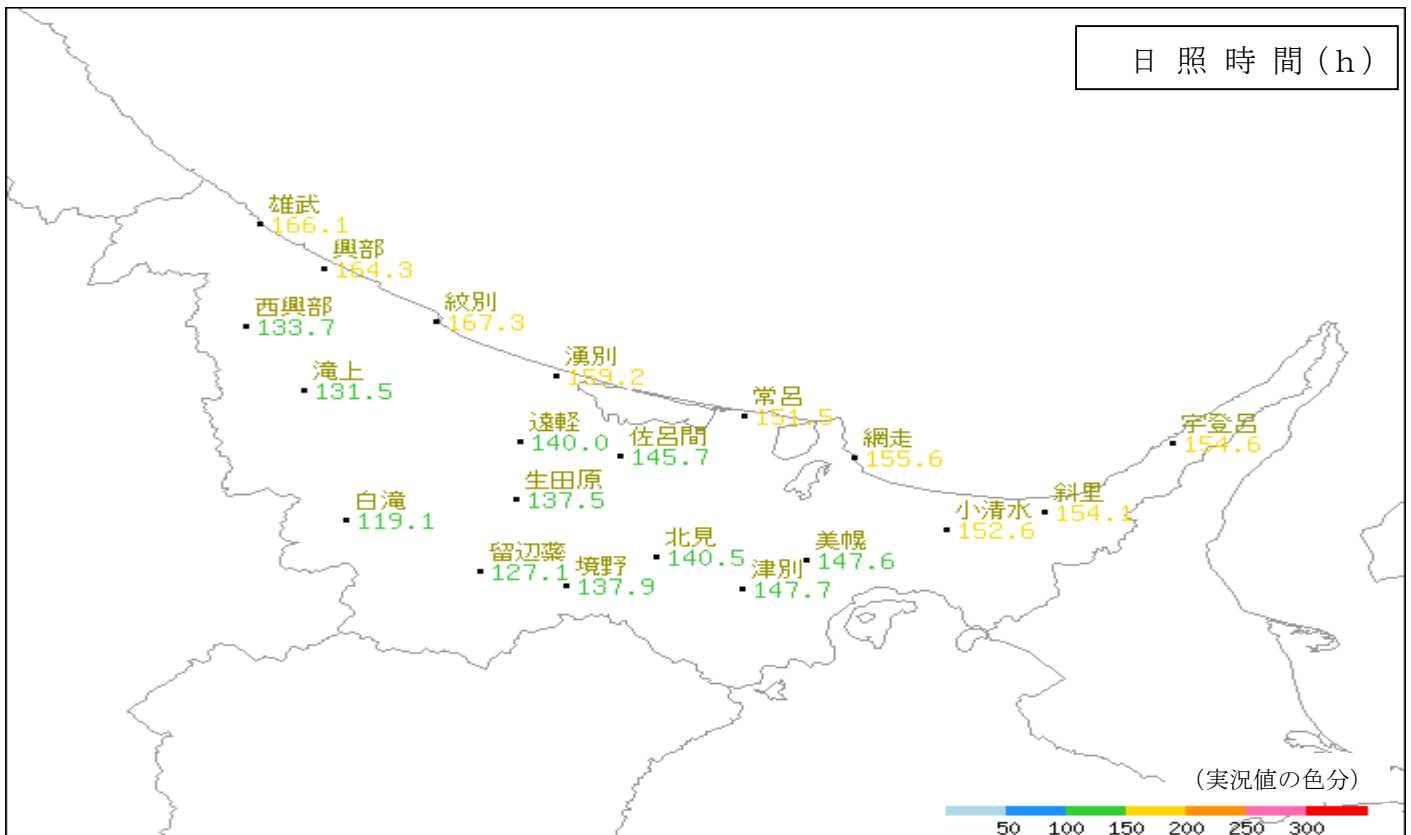 日 照 時 間 (ｈ)
雄武
166.1
興部
164.3
西興部
133.7
紋別
167.3
滝上
131.5
湧別
159.2
常呂
151.5
遠軽
140.0
佐呂間
145.7
網走
155.6
宇登呂
154.6
生田原
137.5
白滝
119.1
斜里
154.1
小清水
152.6
留辺蘂
127.1
境野
137.9
北見
140.5
美幌
147.6
津別
147.7
(実況値の色分)
50 100 150 200 250 300